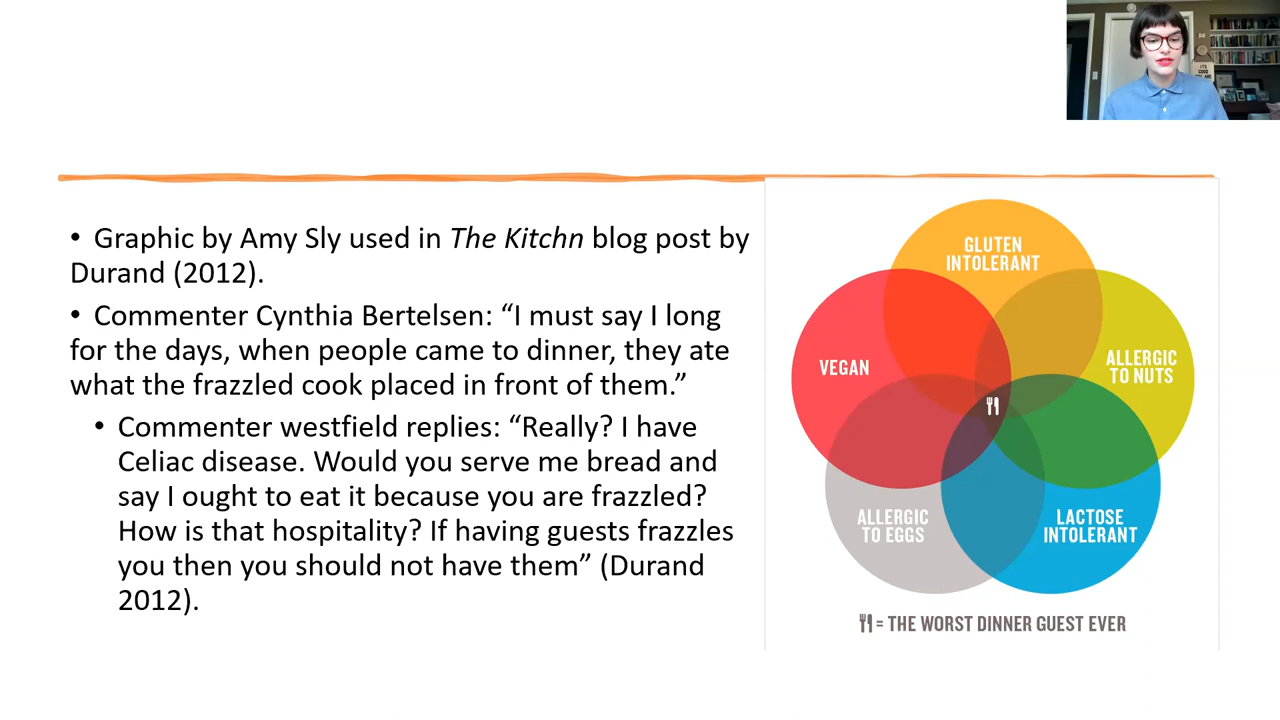 • Graphic by Amy Sly used in The Kitchn blog post by
Durand (2012).
• Commenter Cynthia Bertelsen: “I must say I long
for the days, when people came to dinner, they ate
what the frazzled cook placed in front of them.”
• Commenter westfield replies: “Really? I have
Celiac disease. Would you serve me bread and
say I ought to eat it because you are frazzled?
How is that hospitality? If having guests frazzles
you then you should not have them” (Durand
2012).
GLUTEN
INTOLERANT
VEGAN
ALLERGIC
TO NUTS
ALLERGIC
TO EGGS
LACTOSE
INTOLERANT
= THE WORST DINNER GUEST EVER